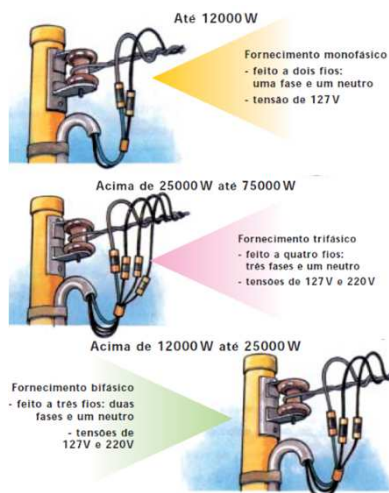 Até 12000 W
Fornecimento monofásico
- feito a dois fios:
uma fase e um neutro
- tensão de 127 V
Acima de 25000 W até 75000 W
Fornecimento trifásico
- feito a quatro fios:
três fases e um neutro
- tensões de 127 V e 220 V
Acima de 12000 W até 25000 W
Fornecimento bifásico
- feito a três fios: duas
fases e um neutro
- tensões de
127 V e 220 V